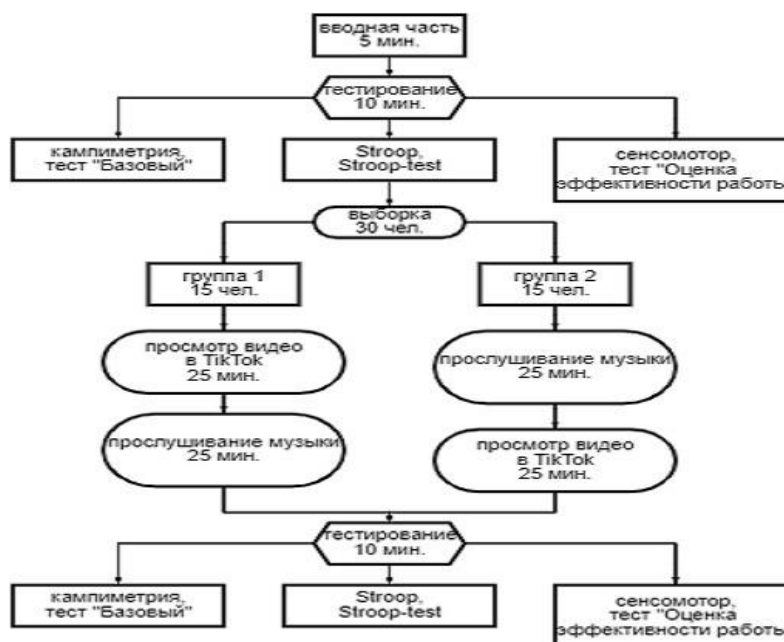 вводная часть
5 мин.
тестирование
10 мин.
кампиметрия,
тест "Базовый"
Stroop,
Stroop-test
сенсомотор,
тест "Оценка
эффективности работы
выборка
30 чел.
группа 1
15 чел.
группа 2
15 чел.
просмотр видео
в TikTok
25 мин.
прослушивание музыки
25 мин.
прослушивание музыки
25 мин.
просмотр видео
в TikTok
25 мин.
тестирование
10 мин.
кампиметрия,
тест "Базовый"
Stroop,
Stroop-test
сенсомотор,
тест "Оценка
эффективности работы